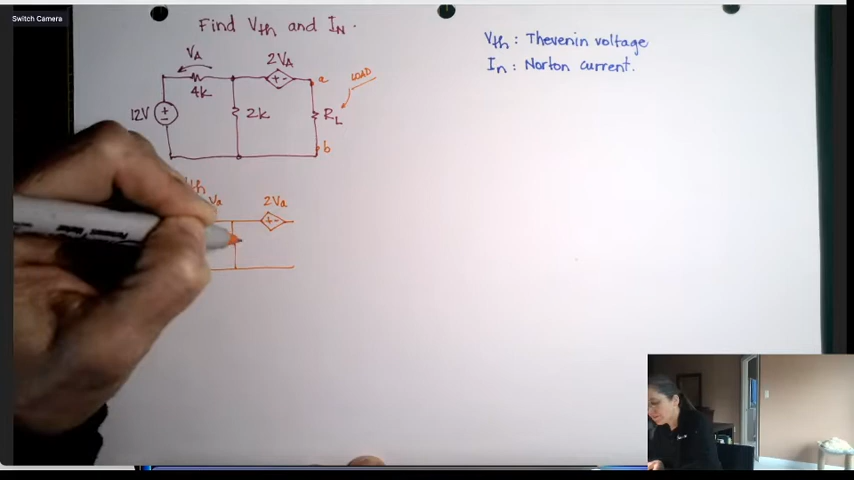 Switch Camera
Find Vth and IN.
Vth : Thevenin voltage
In : Norton current.
VA
2VA
4k
a
LOAD
12V
+
-
2k
RL
b
Vth
Va
2Va
+-